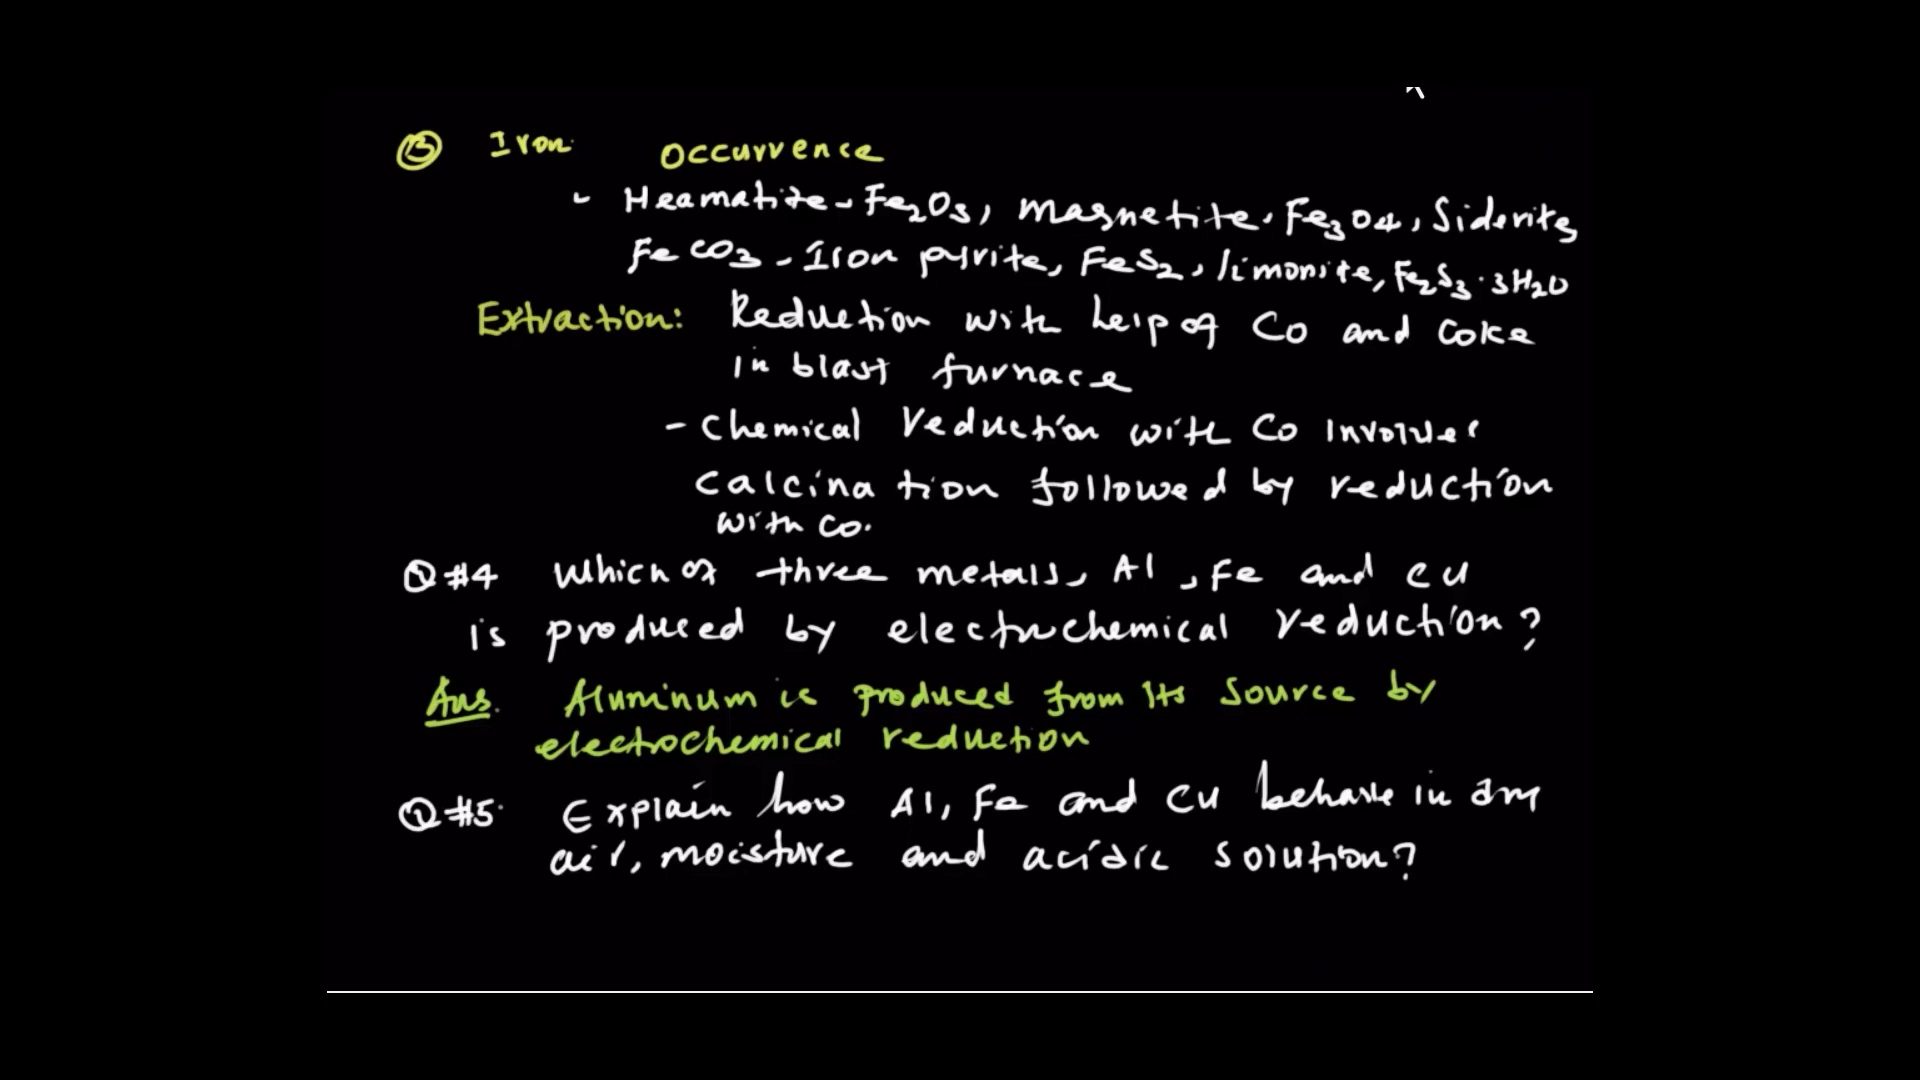 ③ Iron
Occurrence
- Heamatite - Fe₂O₃, Magnetite, Fe₃O₄, Siderite,
FeCO₃ - Iron pyrite, FeS₂, limonite, Fe₂S₃·3H₂O
Extraction: Reduction with help of CO and coke
in blast furnace
- Chemical reduction with CO involves
calcination followed by reduction
with CO.
Q#4 Which of three metals, Al, Fe and Cu
is produced by electrochemical reduction?
Ans. Aluminum is produced from its source by
electrochemical reduction
Q#5. Explain how Al, Fe and Cu behave in dry
air, moisture and acidic solution?